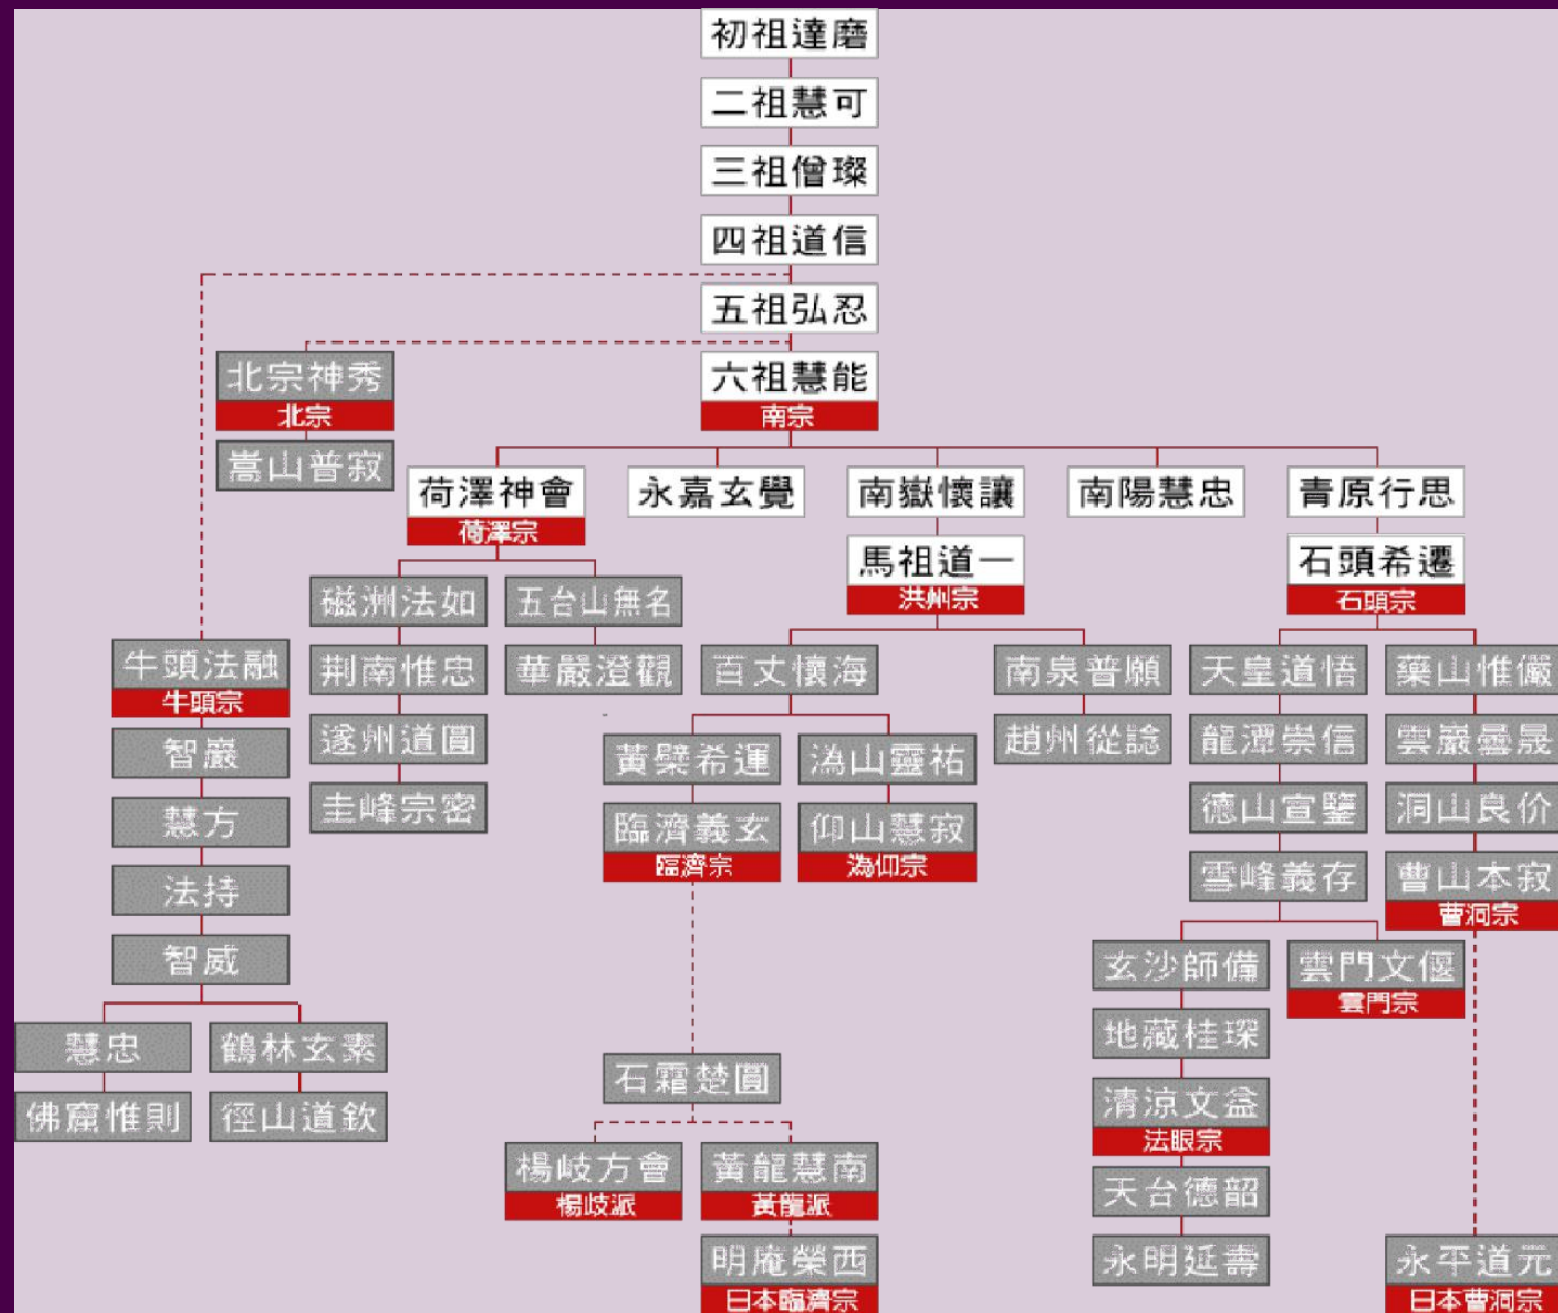 初祖達磨
二祖慧可
三祖僧璨
四祖道信
五祖弘忍
北宗神秀
北宗
六祖慧能
南宗
嵩山普寂
荷澤神會
荷澤宗
永嘉玄覺
南嶽懷讓
南陽慧忠
青原行思
馬祖道一
洪州宗
石頭希遷
石頭宗
磁洲法如
五台山無名
牛頭法融
牛頭宗
荆南惟忠
華嚴澄觀
百丈懷海
南泉普願
天皇道悟
藥山惟儼
智巖
遂州道圓
黃檗希運
溈山靈祐
趙州從諗
龍潭崇信
雲巖曇晟
慧方
圭峰宗密
臨濟義玄
臨濟宗
仰山慧寂
溈仰宗
德山宣鑒
洞山良价
法持
雪峰義存
曹山本寂
曹洞宗
智威
玄沙師備
雲門文偃
雲門宗
慧忠
鶴林玄素
地藏桂琛
石霜楚圓
佛窟惟則
徑山道欽
清涼文益
法眼宗
楊岐方會
楊歧派
黃龍慧南
黃龍派
天台德韶
明庵榮西
日本臨濟宗
永明延壽
永平道元
日本曹洞宗